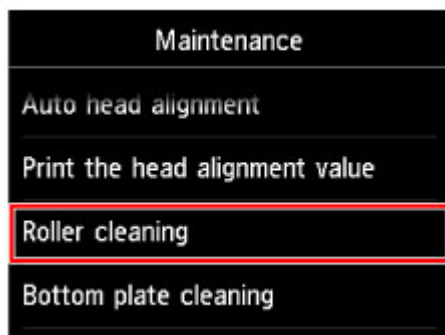 Maintenance
Auto head alignment
Print the head alignment value
Roller cleaning
Bottom plate cleaning